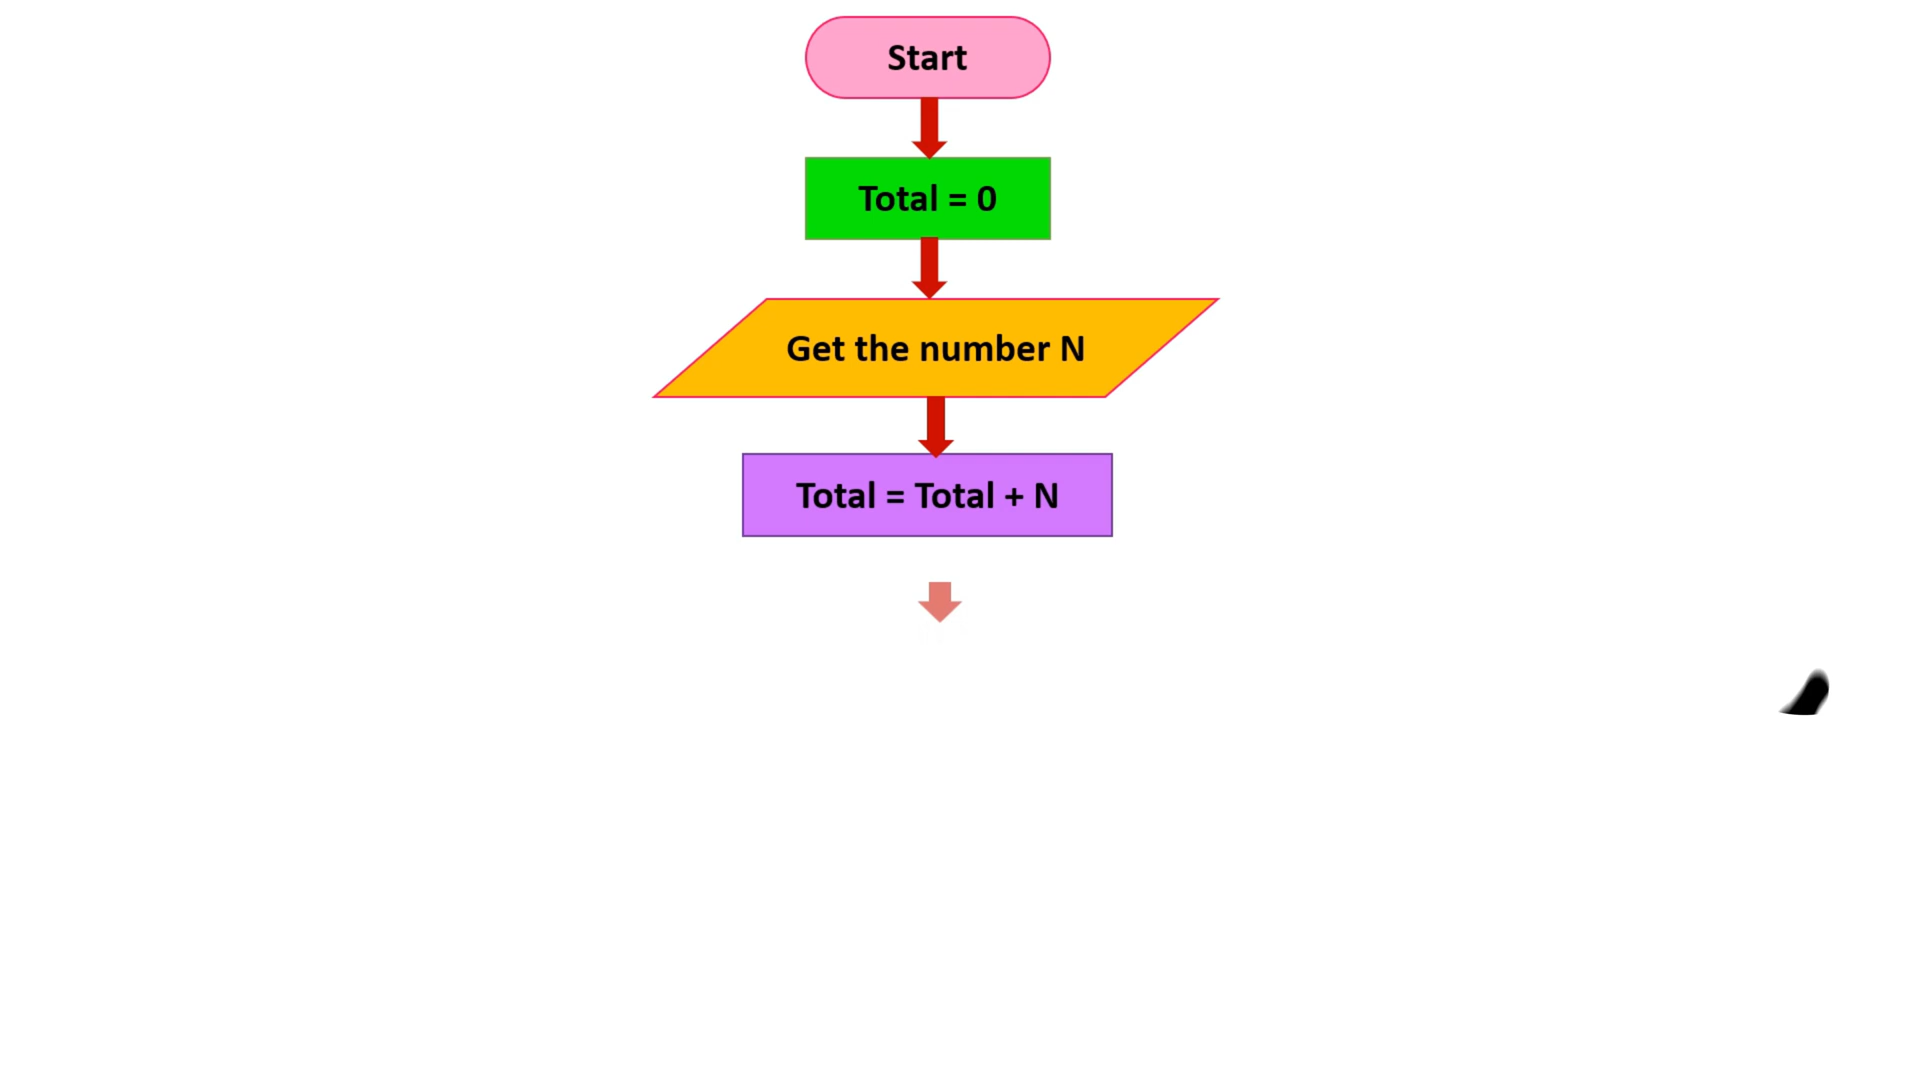 Start
Total = 0
Get the number N
Total = Total + N